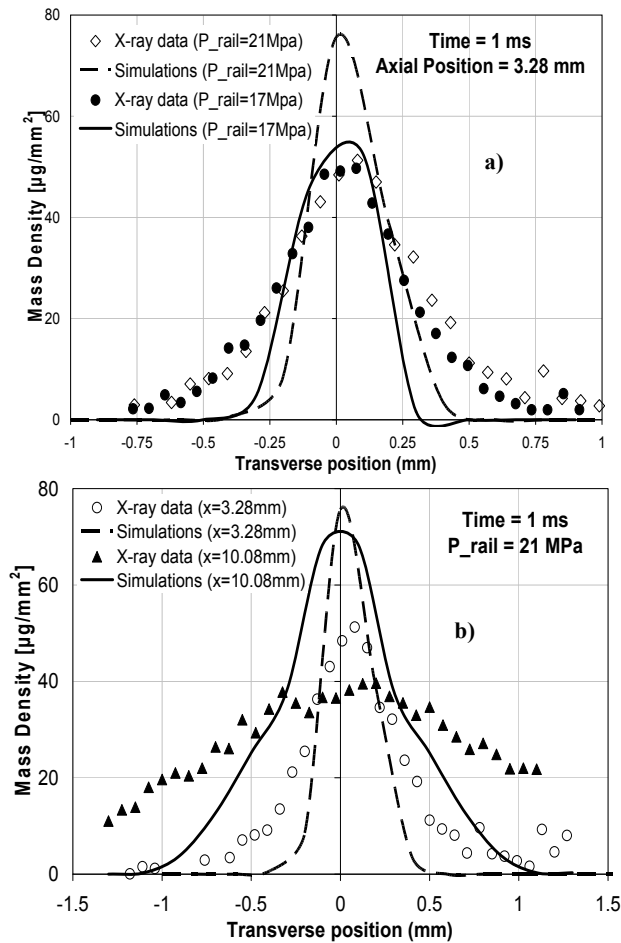 80
60
40
20
0
Mass Density [µg/mm²]
X-ray data (P_rail=21Mpa)
Simulations (P_rail=21Mpa)
X-ray data (P_rail=17Mpa)
Simulations (P_rail=17Mpa)
Time = 1 ms
Axial Position = 3.28 mm
a)
-1 -0.75 -0.5 -0.25 0 0.25 0.5 0.75 1
Transverse position (mm)
80
60
40
20
0
Mass Density [µg/mm²]
X-ray data (x=3.28mm)
Simulations (x=3.28mm)
X-ray data (x=10.08mm)
Simulations (x=10.08mm)
Time = 1 ms
P_rail = 21 MPa
b)
-1.5 -1 -0.5 0 0.5 1 1.5
Transverse position (mm)